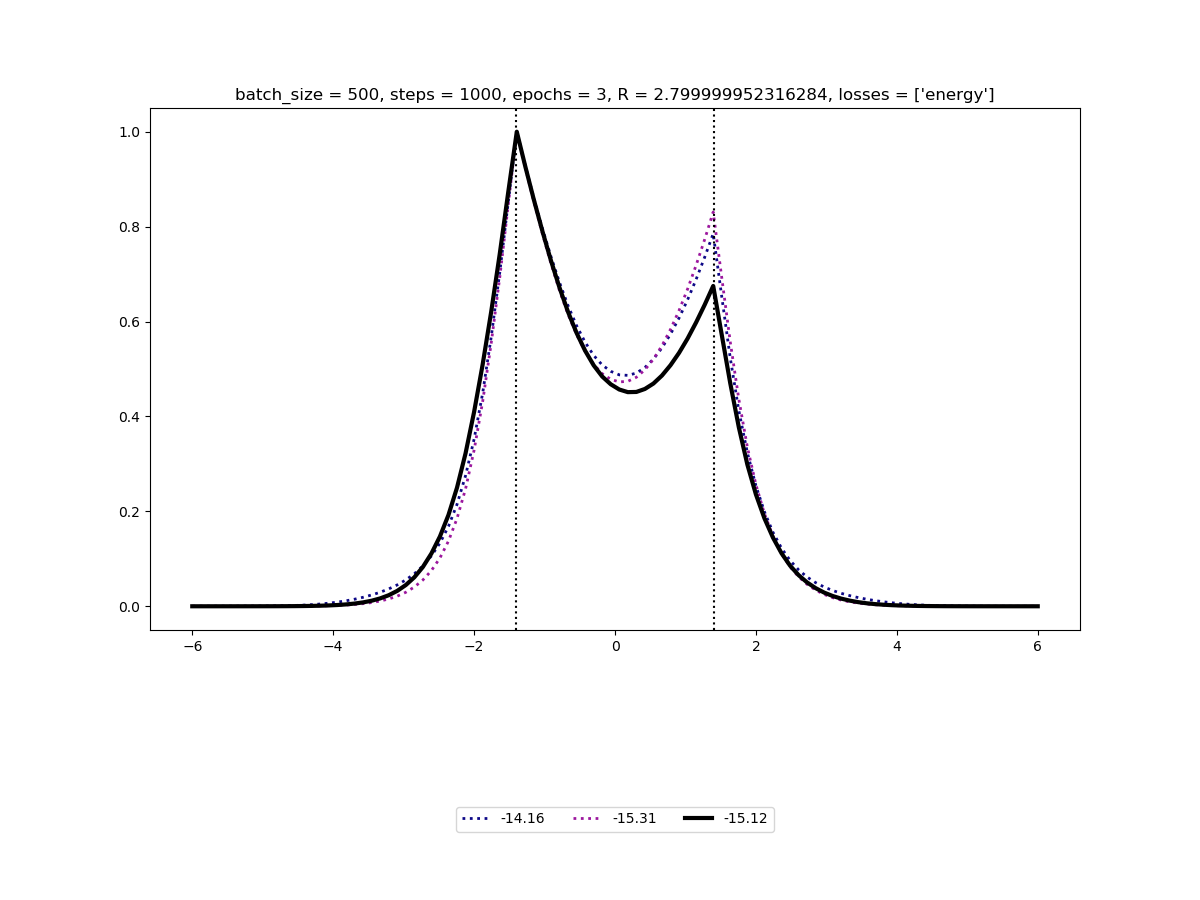 batch_size = 500, steps = 1000, epochs = 3, R = 2.799999952316284, losses = ['energy']
1.0
0.8
0.6
0.4
0.2
0.0
−6 −4 −2 0 2 4 6
-14.16 -15.31 -15.12